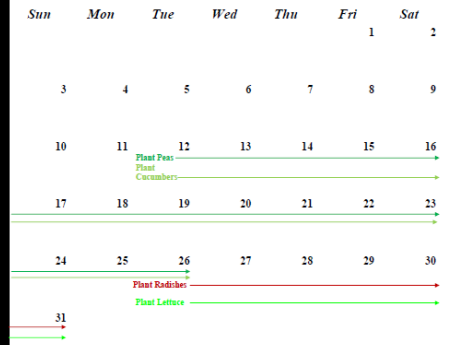 Sun Mon Tue Wed Thu Fri Sat
1 2
3 4 5 6 7 8 9
10 11 12 13 14 15 16
Plant Peas
Plant
Cucumbers
17 18 19 20 21 22 23
24 25 26 27 28 29 30
Plant Radishes
Plant Lettuce
31